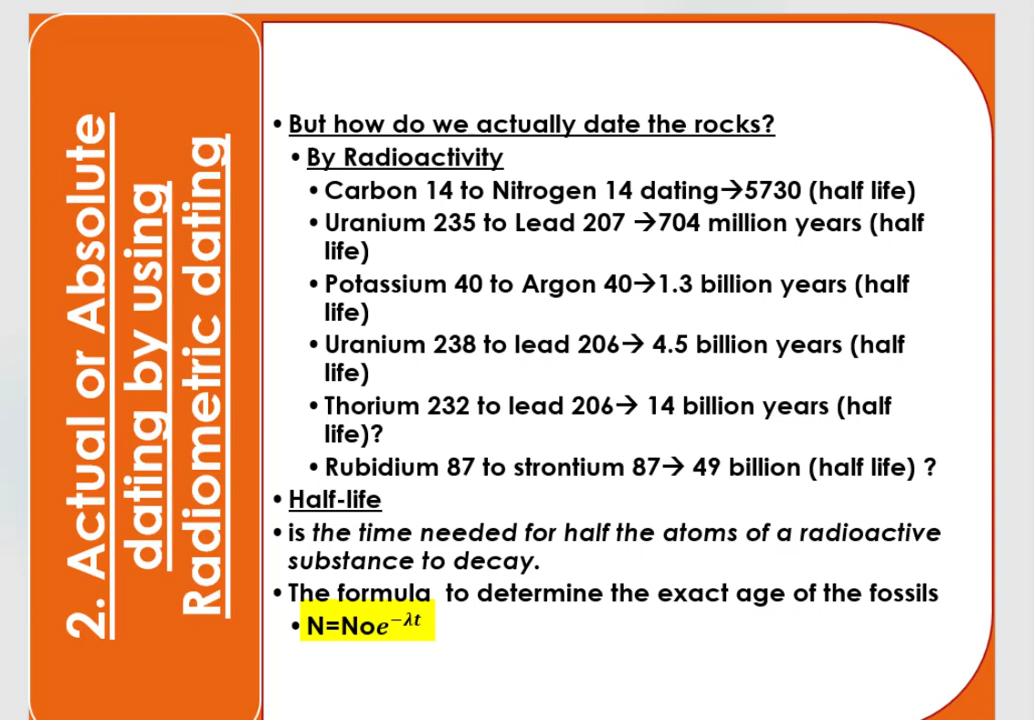 2. Actual or Absolute
dating by using
Radiometric dating
• But how do we actually date the rocks?
• By Radioactivity
• Carbon 14 to Nitrogen 14 dating→5730 (half life)
• Uranium 235 to Lead 207 →704 million years (half
life)
• Potassium 40 to Argon 40→1.3 billion years (half
life)
• Uranium 238 to lead 206→ 4.5 billion years (half
life)
• Thorium 232 to lead 206→ 14 billion years (half
life)?
• Rubidium 87 to strontium 87→ 49 billion (half life) ?
• Half-life
• is the time needed for half the atoms of a radioactive
substance to decay.
• The formula to determine the exact age of the fossils
• N=Noe^{−λt}